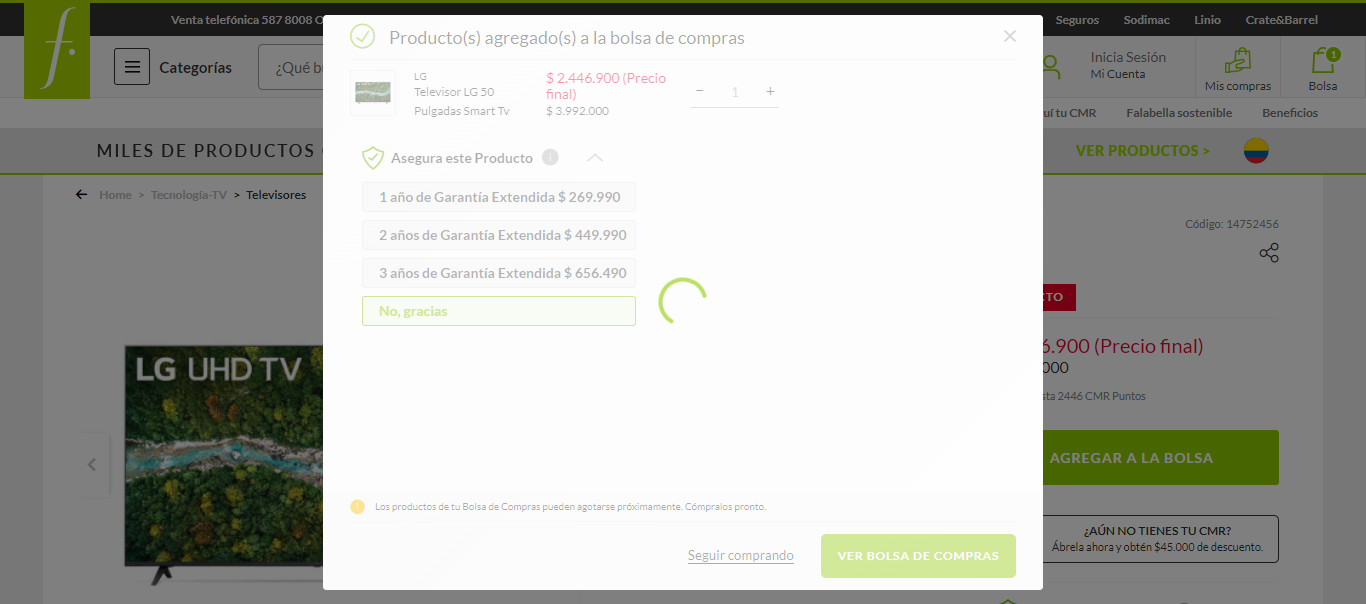 Venta telefónica 587 8008 O
Seguros Sodimac Linio Crate&Barrel
f.
Categorías
¿Qué bu
Inicia Sesión
Mi Cuenta
Mis compras
1
Bolsa
uí tu CMR Falabella sostenible Beneficios
MILES DE PRODUCTOS
VER PRODUCTOS >
Home > Tecnología-TV > Televisores
Producto(s) agregado(s) a la bolsa de compras
LG
Televisor LG 50
Pulgadas Smart Tv
$ 2.446.900 (Precio
final)
$ 3.992.000
− 1 +
Asegura este Producto i
1 año de Garantía Extendida $ 269.990
2 años de Garantía Extendida $ 449.990
3 años de Garantía Extendida $ 656.490
No, gracias
Los productos de tu Bolsa de Compras pueden agotarse próximamente. Cómpralos pronto.
Seguir comprando
VER BOLSA DE COMPRAS
LG UHD TV
Código: 14752456
CTO
6.900 (Precio final)
000
sta 2446 CMR Puntos
AGREGAR A LA BOLSA
¿AÚN NO TIENES TU CMR?
Ábrela ahora y obtén $45.000 de descuento.